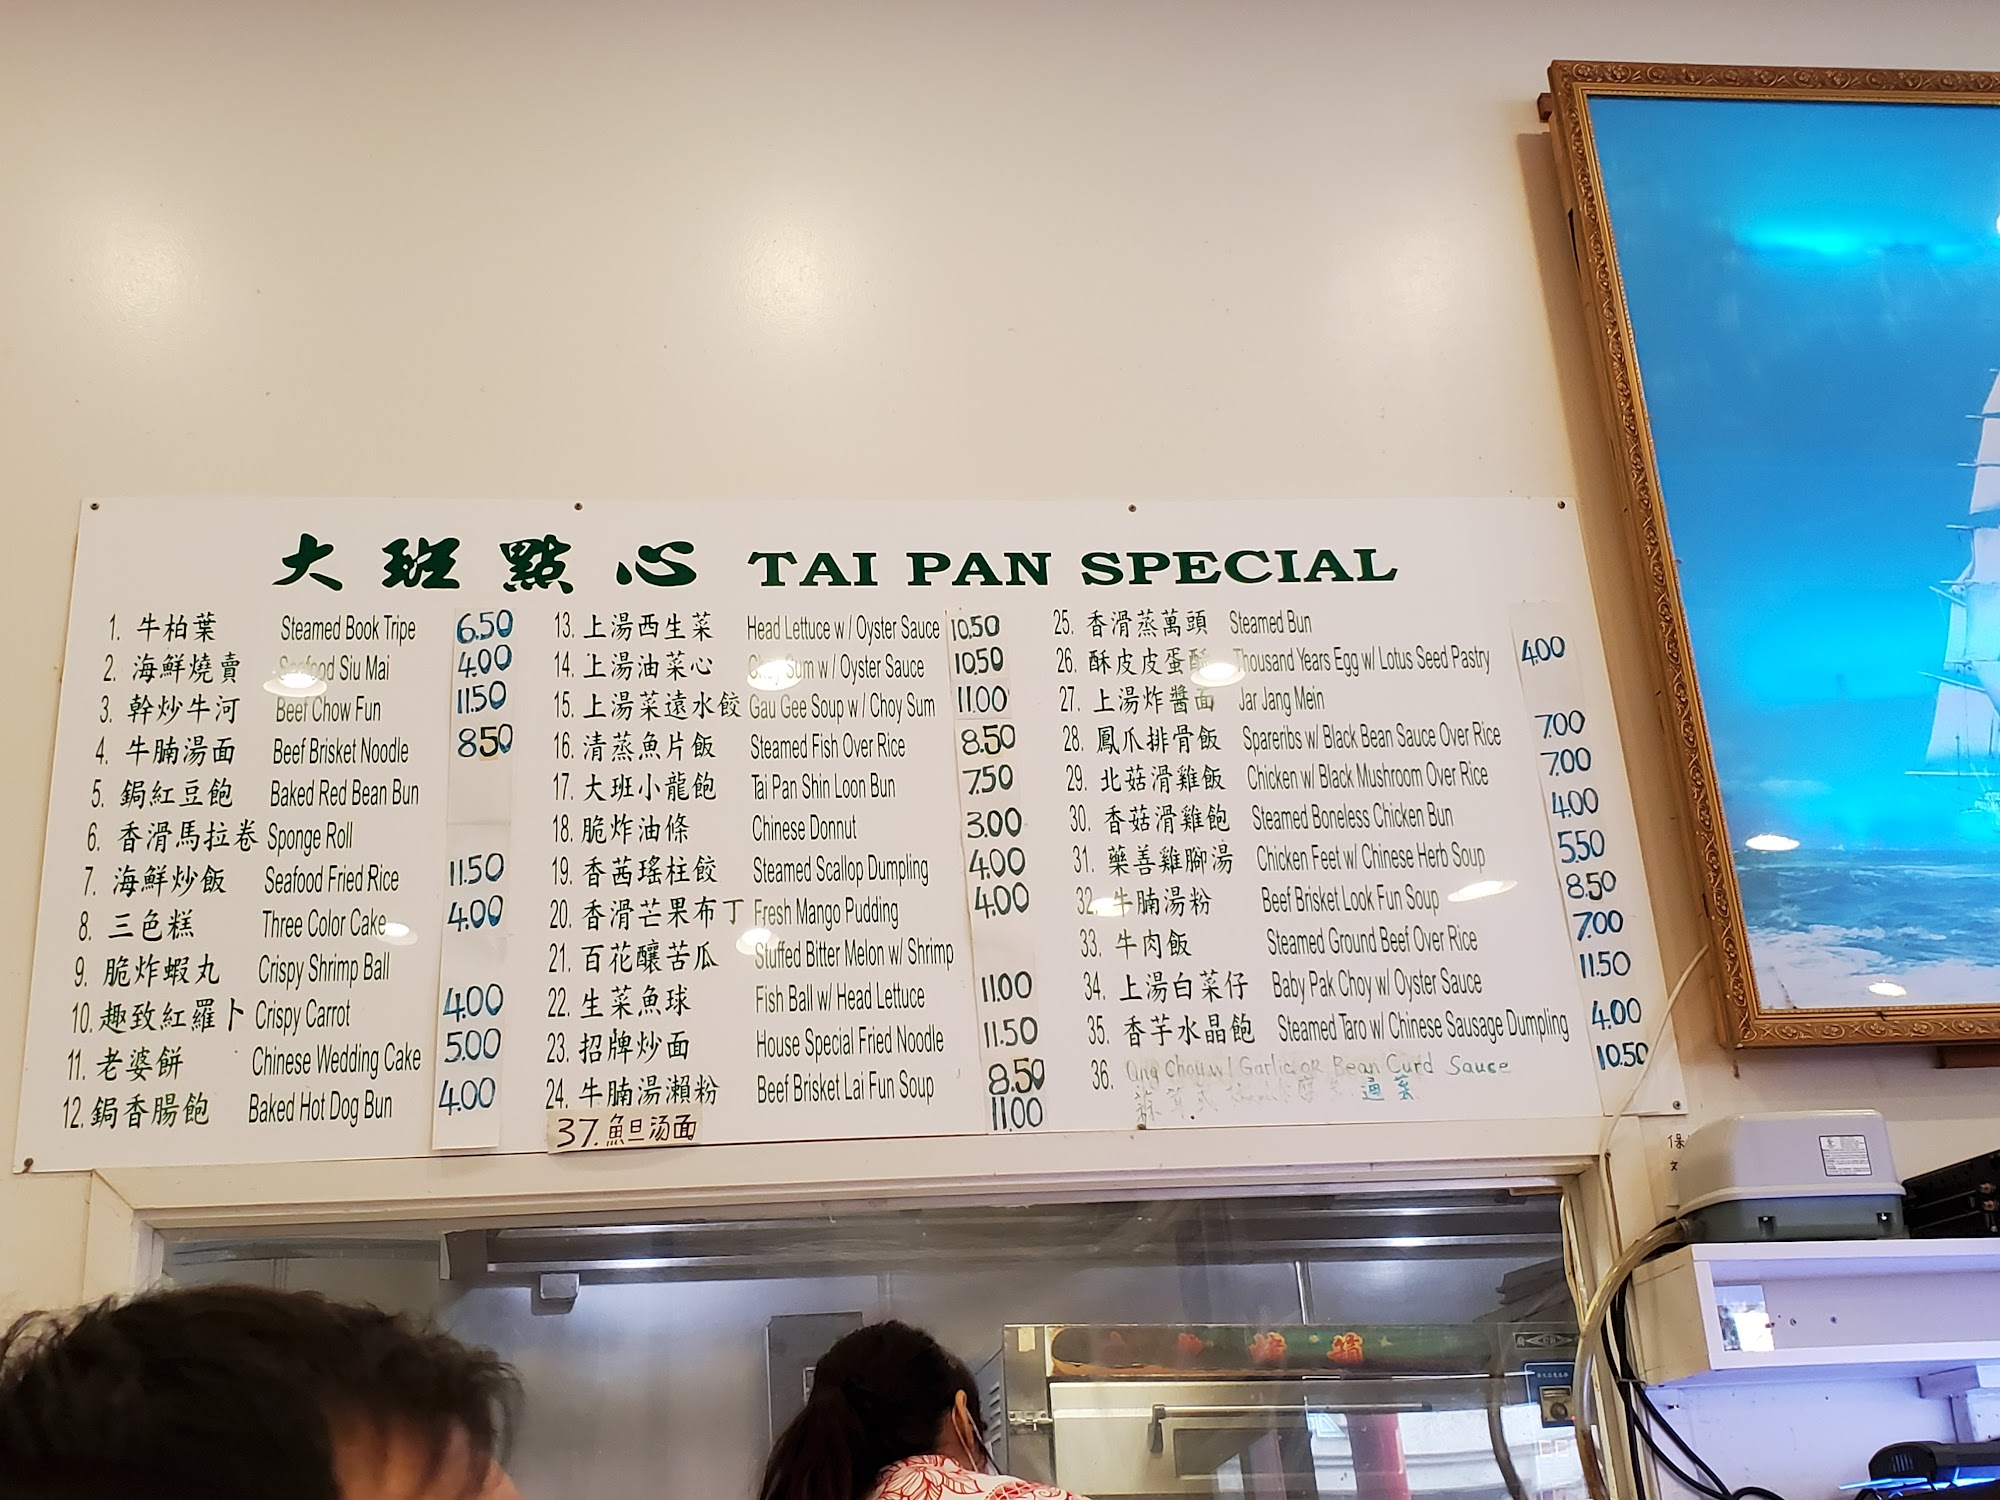 大班點心 TAI PAN SPECIAL
1. 牛柏葉 Steamed Book Tripe 6.50
2. 海鮮燒賣 Seafood Siu Mai 4.00
3. 幹炒牛河 Beef Chow Fun 11.50
4. 牛腩湯面 Beef Brisket Noodle 8.50
5. 鋦紅豆飽 Baked Red Bean Bun
6. 香滑馬拉卷 Sponge Roll
7. 海鮮炒飯 Seafood Fried Rice 11.50
8. 三色糕 Three Color Cake 4.00
9. 脆炸蝦丸 Crispy Shrimp Ball
10. 趣致紅羅卜 Crispy Carrot 4.00
11. 老婆餅 Chinese Wedding Cake 5.00
12. 鋦香腸飽 Baked Hot Dog Bun 4.00
13. 上湯西生菜 Head Lettuce w / Oyster Sauce 10.50
14. 上湯油菜心 Choy Sum w / Oyster Sauce 10.50
15. 上湯菜遠水餃 Gau Gee Soup w / Choy Sum 11.00
16. 清蒸魚片飯 Steamed Fish Over Rice 8.50
17. 大班小龍飽 Tai Pan Shin Loon Bun 7.50
18. 脆炸油條 Chinese Donnut 3.00
19. 香茜瑤柱餃 Steamed Scallop Dumpling 4.00
20. 香滑芒果布丁 Fresh Mango Pudding 4.00
21. 百花釀苦瓜 Stuffed Bitter Melon w/ Shrimp
22. 生菜魚球 Fish Ball w/ Head Lettuce 11.00
23. 招牌炒面 House Special Fried Noodle 11.50
24. 牛腩湯瀨粉 Beef Brisket Lai Fun Soup 8.50
37. 魚旦汤面 11.00
25. 香滑蒸萬頭 Steamed Bun
26. 酥皮皮蛋酥 Thousand Years Egg w/ Lotus Seed Pastry 4.00
27. 上湯炸醬面 Jar Jang Mein
28. 鳳爪排骨飯 Spareribs w/ Black Bean Sauce Over Rice 7.00
29. 北菇滑雞飯 Chicken w/ Black Mushroom Over Rice 7.00
30. 香菇滑雞飽 Steamed Boneless Chicken Bun 4.00
31. 藥善雞腳湯 Chicken Feet w/ Chinese Herb Soup 5.50
32. 牛腩湯粉 Beef Brisket Look Fun Soup 8.50
33. 牛肉飯 Steamed Ground Beef Over Rice 7.00
34. 上湯白菜仔 Baby Pak Choy w/ Oyster Sauce 11.50
35. 香芋水晶飽 Steamed Taro w/ Chinese Sausage Dumpling 4.00
36. Ong Chou w/ Garlic OR Bean Curd Sauce 10.50
通菜